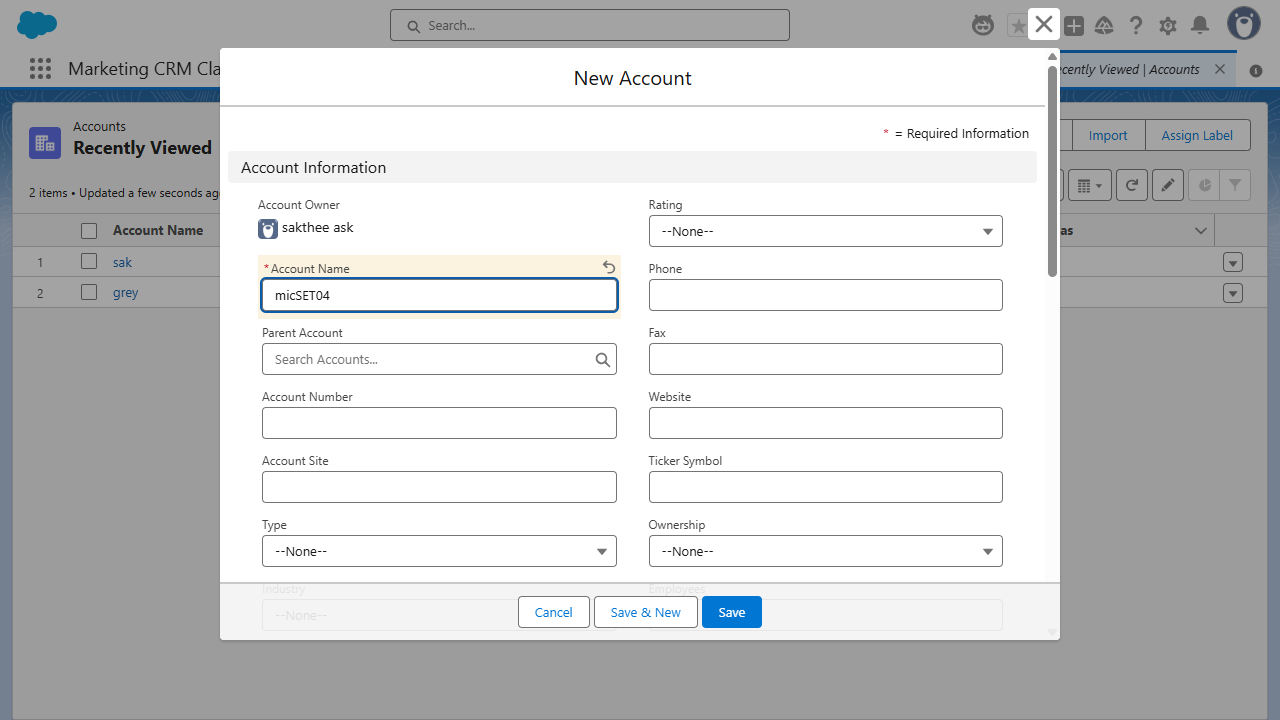 Search...
Marketing CRM Cla
ecently Viewed | Accounts
Accounts
Recently Viewed
Import
Assign Label
2 items • Updated a few seconds ag
Account Name
as
1
sak
2
grey
New Account
* = Required Information
Account Information
Account Owner
sakthee ask
Rating
--None--
*Account Name
micSET04
Phone
Parent Account
Search Accounts...
Fax
Account Number
Website
Account Site
Ticker Symbol
Type
--None--
Ownership
--None--
Industry
--None--
Employees
Cancel
Save & New
Save